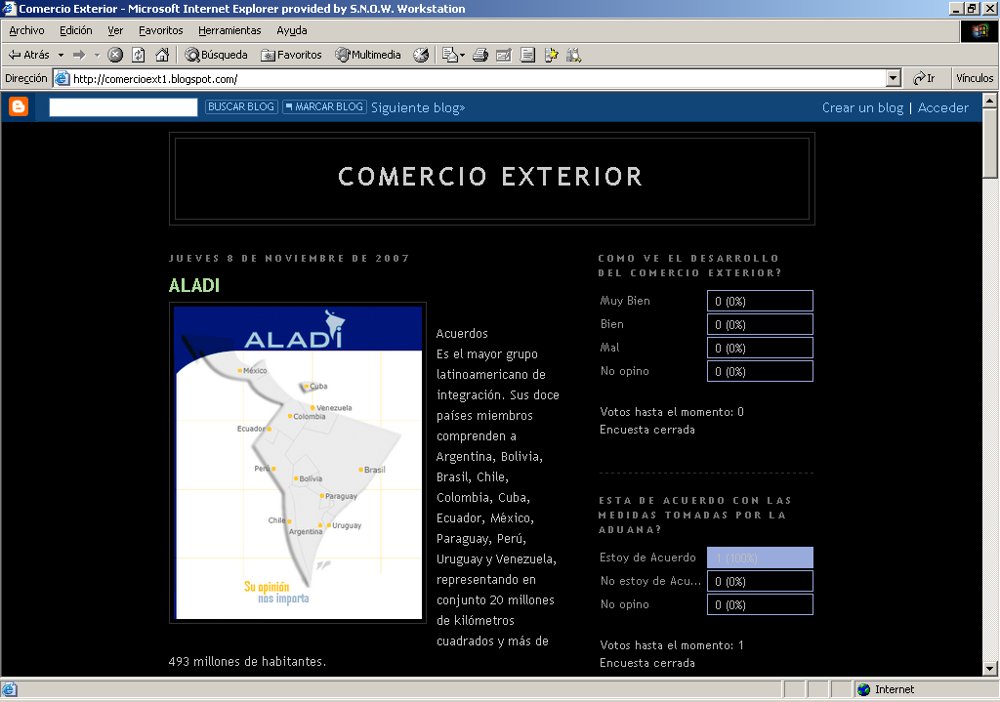 Comercio Exterior - Microsoft Internet Explorer provided by S.N.O.W. Workstation
Archivo Edición Ver Favoritos Herramientas Ayuda
Atrás Búsqueda Favoritos Multimedia
Dirección http://comercioext1.blogspot.com/ Ir Vínculos
BUSCAR BLOG MARCAR BLOG Siguiente blog» Crear un blog | Acceder
COMERCIO EXTERIOR
JUEVES 8 DE NOVIEMBRE DE 2007
ALADI
ALADI
México
Cuba
Venezuela
Colombia
Ecuador
Perú
Brasil
Bolivia
Paraguay
Chile
Uruguay
Argentina
Su opinión
nos importa
Acuerdos
Es el mayor grupo
latinoamericano de
integración. Sus doce
países miembros
comprenden a
Argentina, Bolivia,
Brasil, Chile,
Colombia, Cuba,
Ecuador, México,
Paraguay, Perú,
Uruguay y Venezuela,
representando en
conjunto 20 millones
de kilómetros
cuadrados y más de
493 millones de habitantes.
COMO VE EL DESARROLLO
DEL COMERCIO EXTERIOR?
Muy Bien 0 (0%)
Bien 0 (0%)
Mal 0 (0%)
No opino 0 (0%)
Votos hasta el momento: 0
Encuesta cerrada
ESTA DE ACUERDO CON LAS
MEDIDAS TOMADAS POR LA
ADUANA?
Estoy de Acuerdo 1 (100%)
No estoy de Acu... 0 (0%)
No opino 0 (0%)
Votos hasta el momento: 1
Encuesta cerrada
Internet